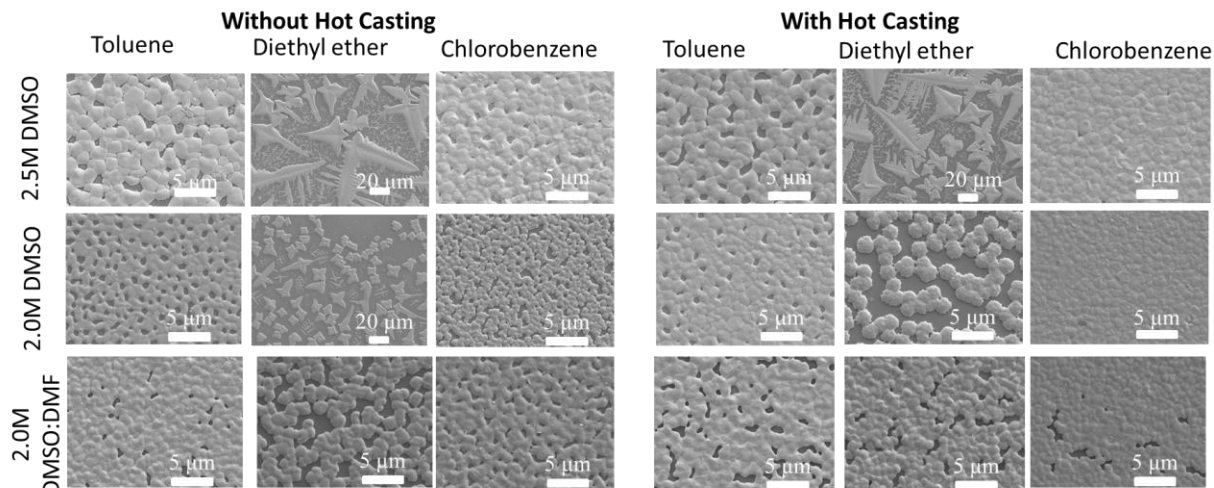 Without Hot Casting
With Hot Casting
Toluene
Diethyl ether
Chlorobenzene
Toluene
Diethyl ether
Chlorobenzene
2.5M DMSO
5 µm
20 µm
5 µm
5 µm
20 µm
5 µm
2.0M DMSO
5 µm
20 µm
5 µm
5 µm
5 µm
5 µm
2.0M
DMSO:DMF
5 µm
5 µm
5 µm
5 µm
5 µm
5 µm